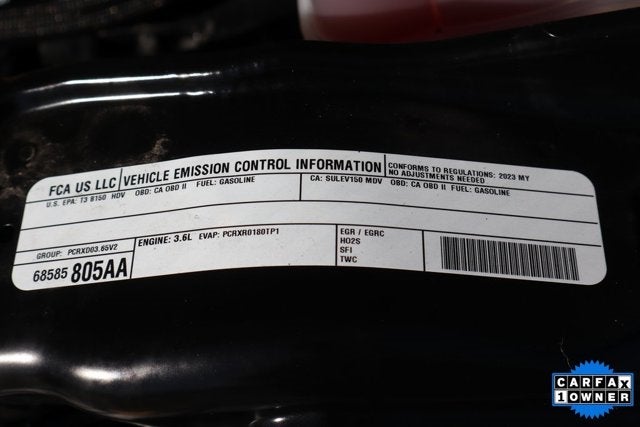 FCA US LLC VEHICLE EMISSION CONTROL INFORMATION
CONFORMS TO REGULATIONS: 2023 MY
NO ADJUSTMENTS NEEDED
U.S. EPA: T3 B150 HDV OBD: CA OBD II FUEL: GASOLINE
CA: SULEV150 MDV OBD: CA OBD II FUEL: GASOLINE
GROUP: PCRXD03.65V2
68585 805AA
ENGINE: 3.6L EVAP: PCRXR0180TP1
EGR / EGRC
HO2S
SFI
TWC
CARFAX
1 OWNER